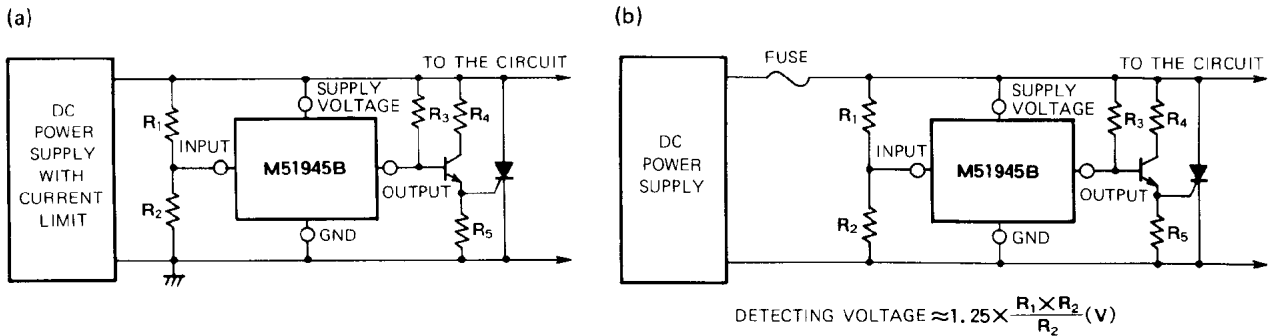 (a)
DC
POWER
SUPPLY
WITH
CURRENT
LIMIT
TO THE CIRCUIT
SUPPLY
VOLTAGE
R1
R2
R3
R4
INPUT
M51945B
OUTPUT
GND
R5
(b)
FUSE
DC
POWER
SUPPLY
TO THE CIRCUIT
SUPPLY
VOLTAGE
R1
R2
R3
R4
INPUT
M51945B
OUTPUT
GND
R5
DETECTING VOLTAGE ≈ 1.25 × R1 × R2 / R2 (V)